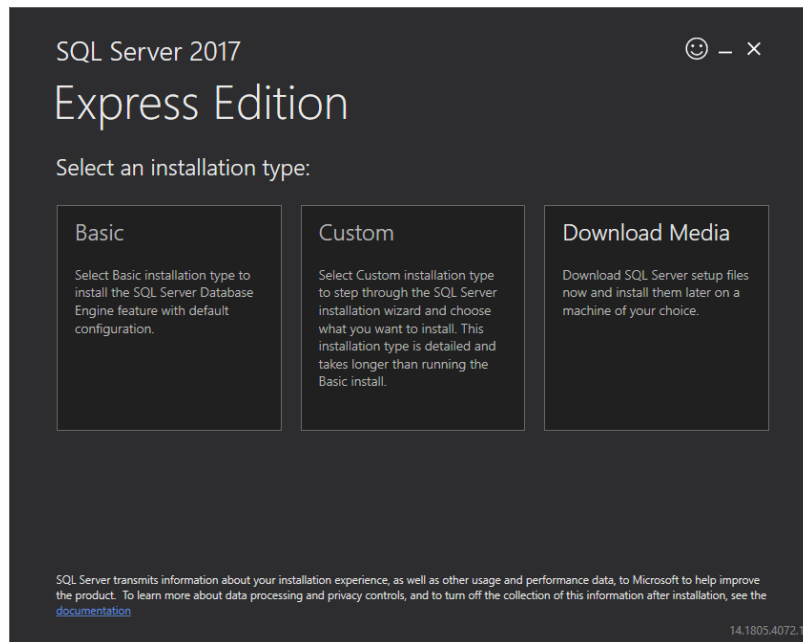 SQL Server 2017
Express Edition
Select an installation type:
Basic
Select Basic installation type to
install the SQL Server Database
Engine feature with default
configuration.
Custom
Select Custom installation type
to step through the SQL Server
installation wizard and choose
what you want to install. This
installation type is detailed and
takes longer than running the
Basic install.
Download Media
Download SQL Server setup files
now and install them later on a
machine of your choice.
SQL Server transmits information about your installation experience, as well as other usage and performance data, to Microsoft to help improve
the product. To learn more about data processing and privacy controls, and to turn off the collection of this information after installation, see the
documentation
14.1805.4072.1